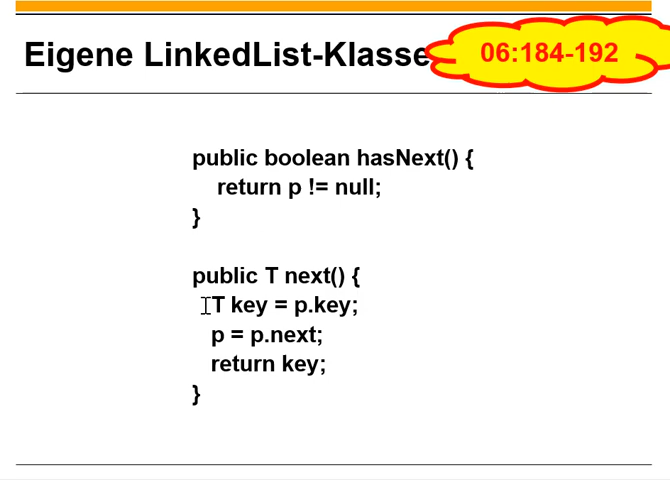 Eigene LinkedList-Klasse
06:184-192
public boolean hasNext() {
return p != null;
}
public T next() {
T key = p.key;
p = p.next;
return key;
}